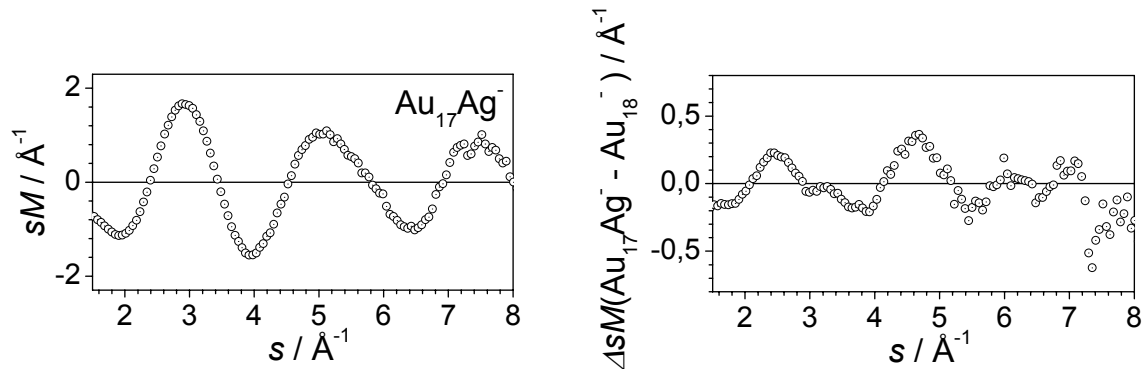 2
0
-2
sM / Å⁻¹
Au₁₇Ag⁻
2 3 4 5 6 7 8
s / Å⁻¹
0,5
0,0
-0,5
ΔsM(Au₁₇Ag⁻ - Au₁₈⁻) / Å⁻¹
2 3 4 5 6 7 8
s / Å⁻¹